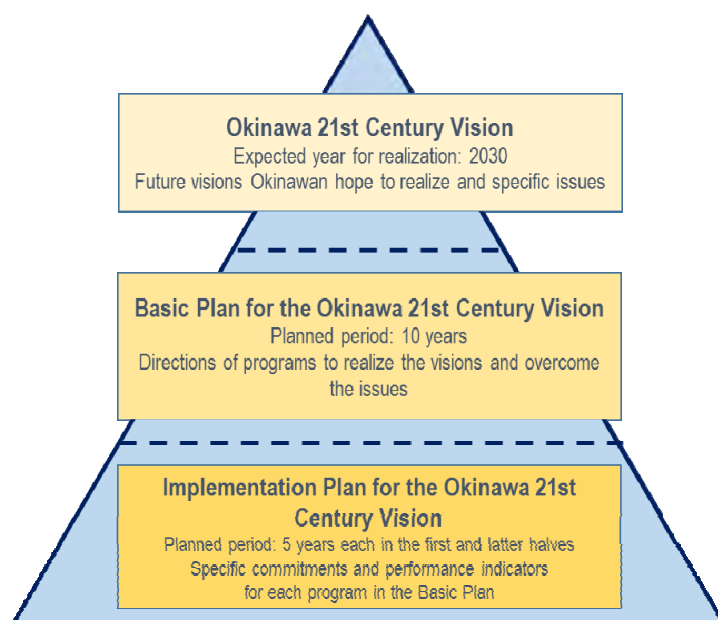 Okinawa 21st Century Vision
Expected year for realization: 2030
Future visions Okinawan hope to realize and specific issues
Basic Plan for the Okinawa 21st Century Vision
Planned period: 10 years
Directions of programs to realize the visions and overcome
the issues
Implementation Plan for the Okinawa 21st
Century Vision
Planned period: 5 years each in the first and latter halves
Specific commitments and performance indicators
for each program in the Basic Plan